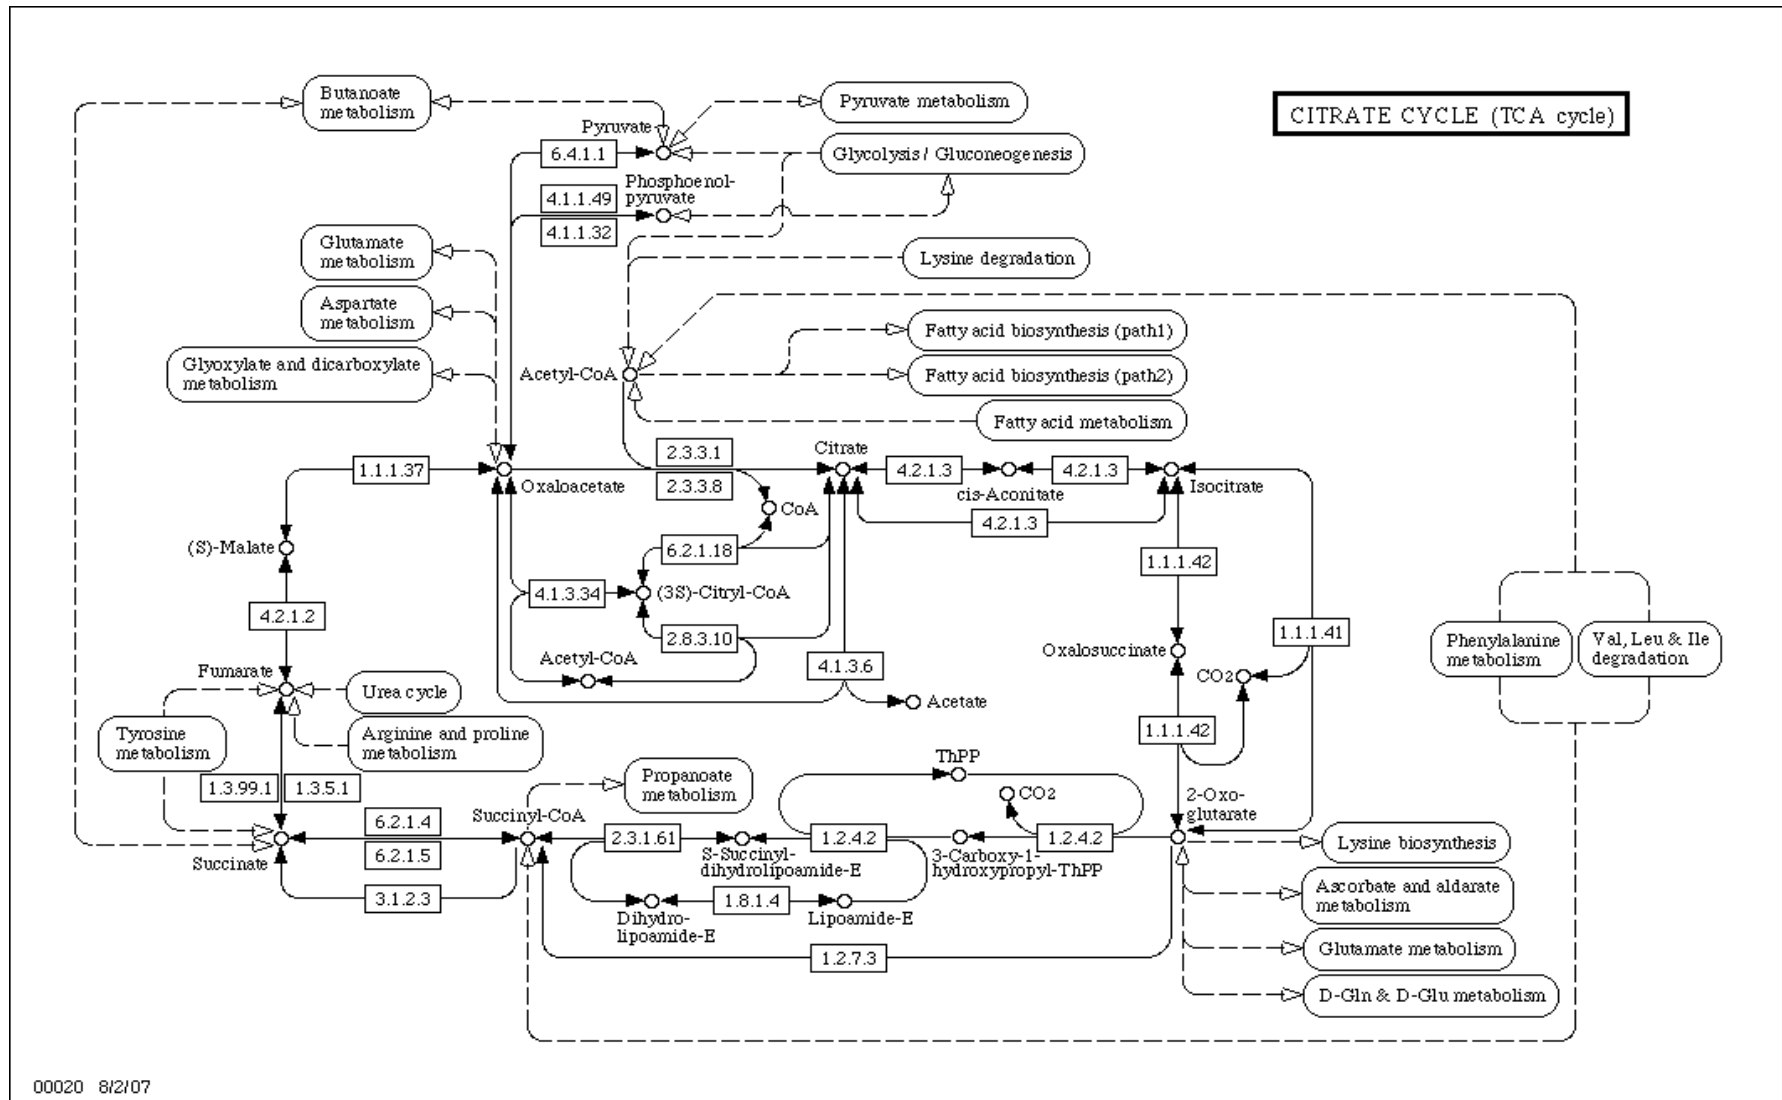 Butanoate
metabolism
Pyruvate metabolism
CITRATE CYCLE (TCA cycle)
Pyruvate
6.4.1.1
Glycolysis / Gluconeogenesis
Phosphoenol-
pyruvate
4.1.1.49
4.1.1.32
Glutamate
metabolism
Lysine degradation
Aspartate
metabolism
Fatty acid biosynthesis (path1)
Glyoxylate and dicarboxylate
metabolism
Acetyl-CoA
Fatty acid biosynthesis (path2)
Fatty acid metabolism
1.1.1.37
Oxaloacetate
2.3.3.1
2.3.3.8
Citrate
4.2.1.3
cis-Aconitate
4.2.1.3
Isocitrate
4.2.1.3
CoA
(S)-Malate
6.2.1.18
1.1.1.42
4.1.3.34
(3S)-Citryl-CoA
4.2.1.2
2.8.3.10
1.1.1.41
Phenylalanine
metabolism
Val, Leu & Ile
degradation
Oxalosuccinate
Acetyl-CoA
4.1.3.6
CO2
Fumarate
Urea cycle
Acetate
Tyrosine
metabolism
Arginine and proline
metabolism
1.1.1.42
1.3.99.1
1.3.5.1
Propanoate
metabolism
ThPP
CO2
2-Oxo-
glutarate
6.2.1.4
6.2.1.5
Succinyl-CoA
2.3.1.61
1.2.4.2
1.2.4.2
Lysine biosynthesis
Succinate
S-Succinyl-
dihydrolipoamide-E
3-Carboxy-1-
hydroxypropyl-ThPP
3.1.2.3
Dihydro-
lipoamide-E
1.8.1.4
Lipoamide-E
Ascorbate and aldarate
metabolism
1.2.7.3
Glutamate metabolism
D-Gln & D-Glu metabolism
00020 8/2/07